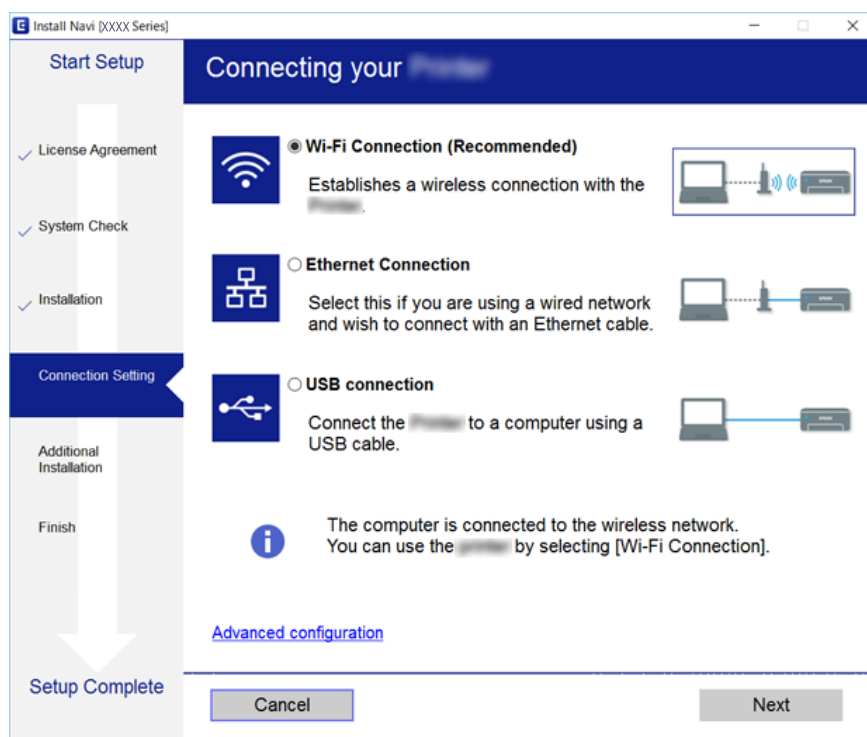 Install Navi [XXXX Series]
Start Setup
License Agreement
System Check
Installation
Connection Setting
Additional
Installation
Finish
Setup Complete
Connecting your
Wi-Fi Connection (Recommended)
Establishes a wireless connection with the
Ethernet Connection
Select this if you are using a wired network
and wish to connect with an Ethernet cable.
USB connection
Connect the to a computer using a
USB cable.
The computer is connected to the wireless network.
You can use the by selecting [Wi-Fi Connection].
Advanced configuration
Cancel
Next